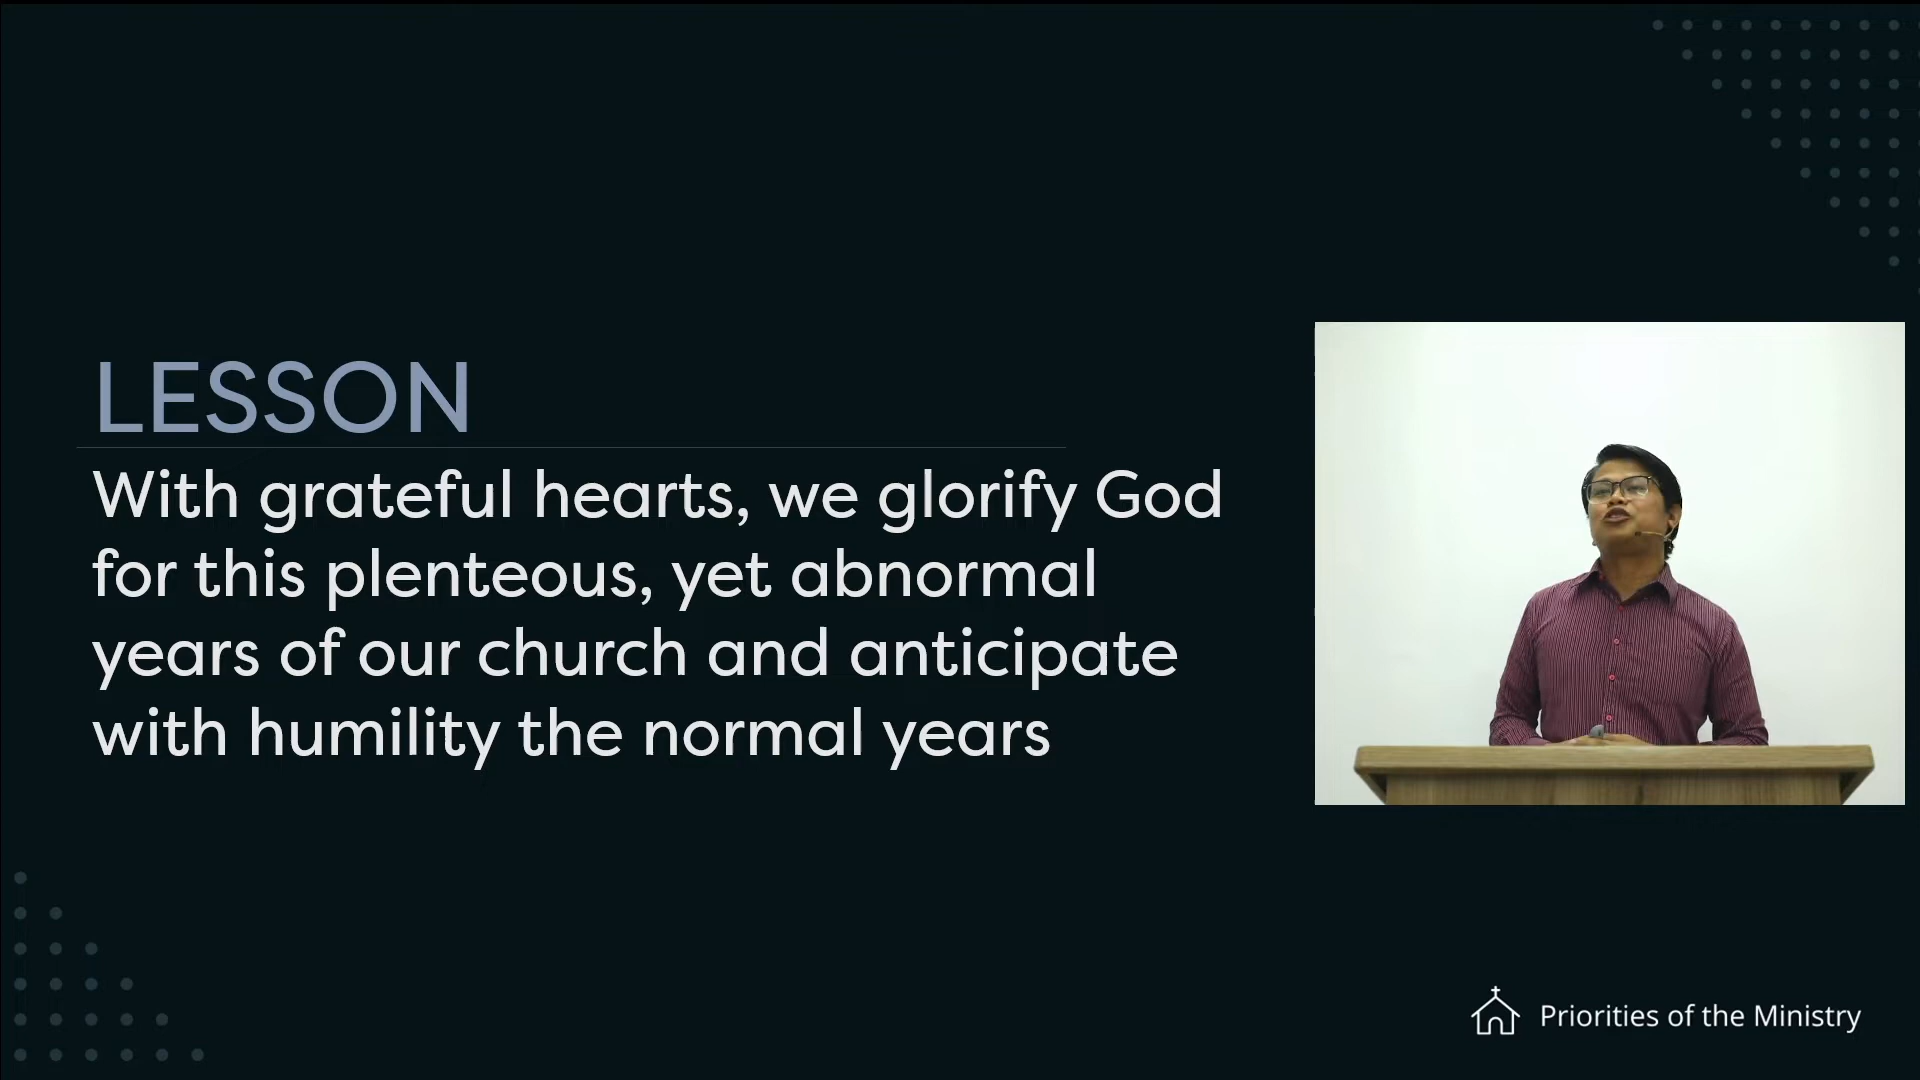 LESSON
With grateful hearts, we glorify God
for this plenteous, yet abnormal
years of our church and anticipate
with humility the normal years
Priorities of the Ministry